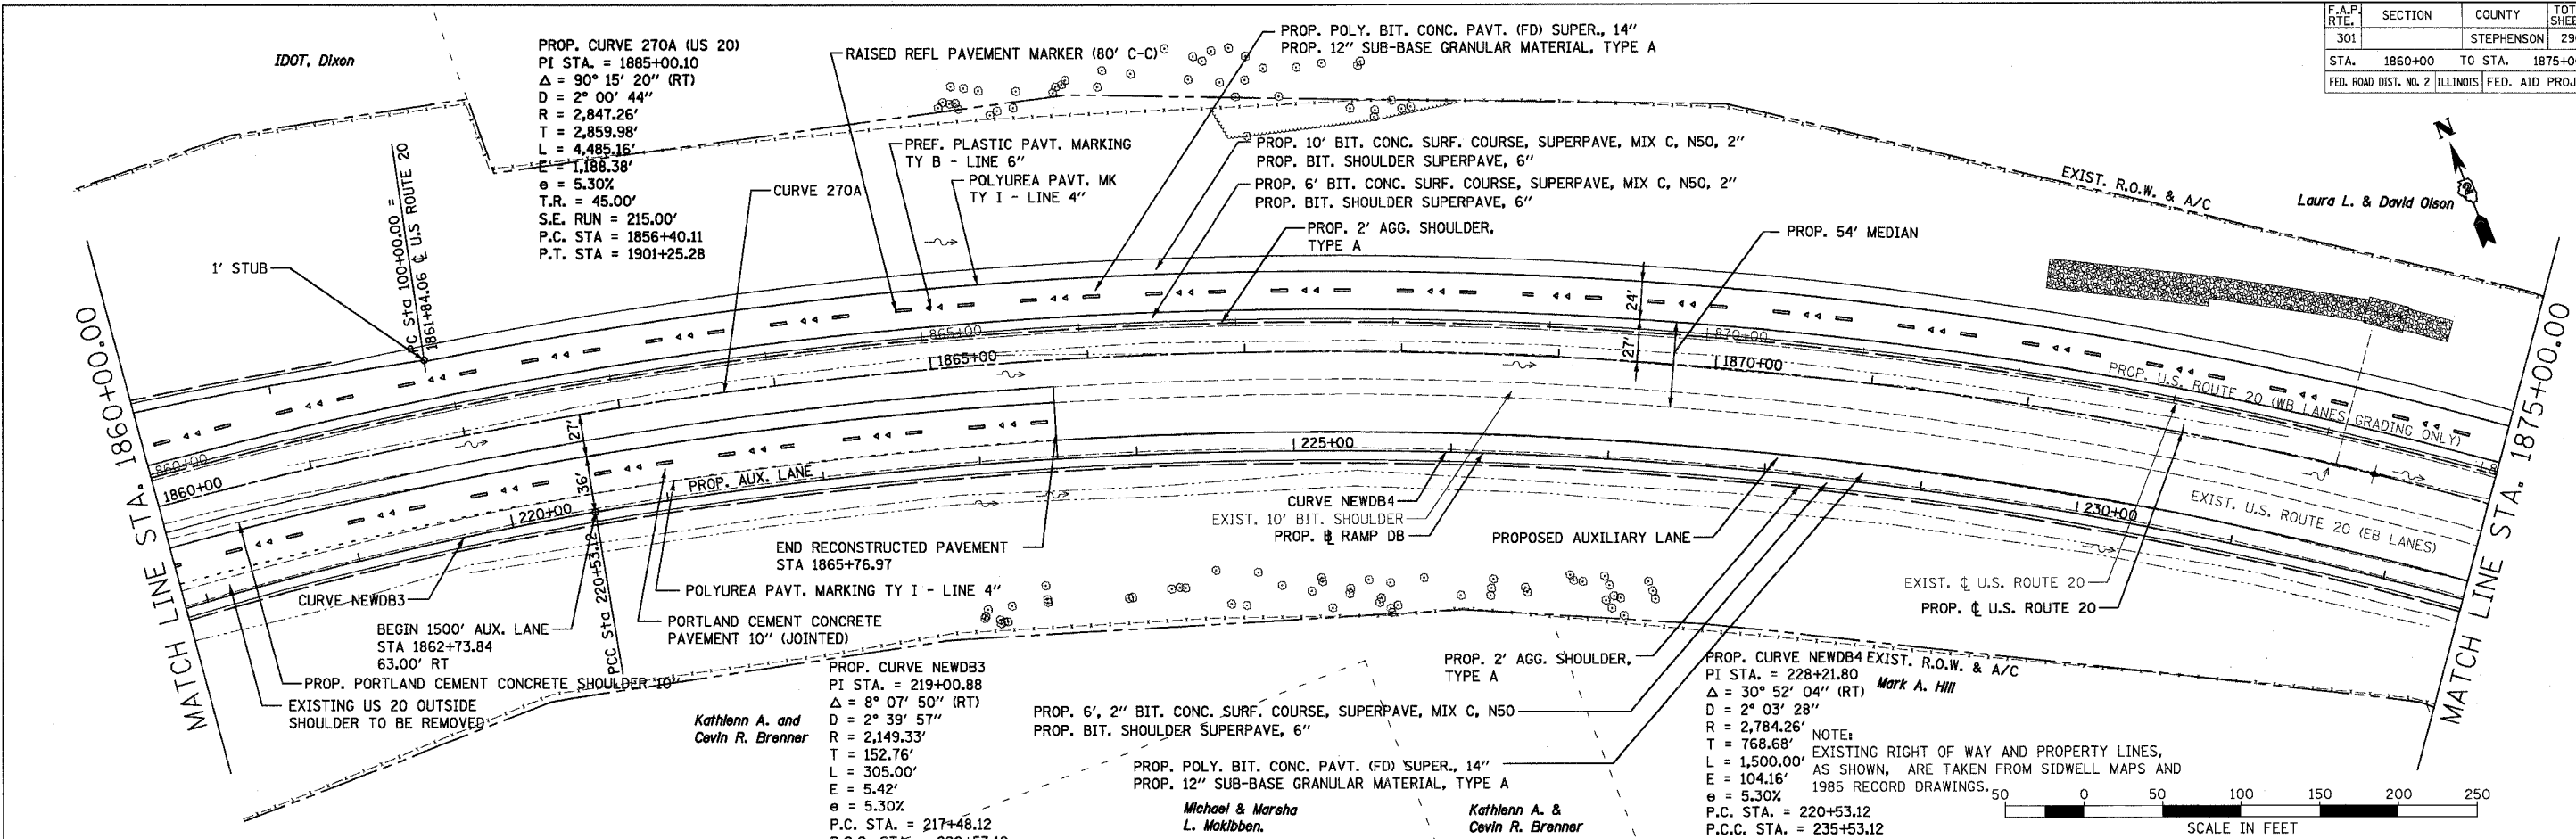 F.A.P. RTE. SECTION COUNTY
301 STEPHENSON
STA. 1860+00 TO STA.
FED. ROAD DIST. NO. 2 ILLINOIS FED. AID
IDOT, Dixon
PROP. CURVE 270A (US 20)
PI STA. = 1885+00.10
Δ = 90° 15' 20" (RT)
D = 2° 00' 44"
R = 2,847.26'
T = 2,859.98'
L = 4,485.16'
E = 1,188.38'
e = 5.30%
T.R. = 45.00'
S.E. RUN = 215.00'
P.C. STA = 1856+40.11
P.T. STA = 1901+25.28
RAISED REFL PAVEMENT MARKER (80' C-C)
PROP. POLY. BIT. CONC. PAVT. (FD) SUPER., 14"
PROP. 12" SUB-BASE GRANULAR MATERIAL, TYPE A
PREF. PLASTIC PAVT. MARKING
TY B - LINE 6"
POLYUREA PAVT. MK
TY I - LINE 4"
CURVE 270A
PROP. 10' BIT. CONC. SURF. COURSE, SUPERPAVE, MIX C, N50, 2"
PROP. BIT. SHOULDER SUPERPAVE, 6"
PROP. 6' BIT. CONC. SURF. COURSE, SUPERPAVE, MIX C, N50, 2"
PROP. BIT. SHOULDER SUPERPAVE, 6"
PROP. 2' AGG. SHOULDER,
TYPE A
PROP. 54' MEDIAN
EXIST. R.O.W. & A/C
N
Laura L. & David Olson
1' STUB
PC Sta 100+00.00 =
1861+84.06 ℄ U.S ROUTE 20
MATCH LINE STA. 1860+00.00
MATCH LINE STA. 1875+00.00
24'
27'
865+00
1865+00
1870+00
1870+00
860+00
1860+00
27'
36'
PROP. U.S. ROUTE 20 (WB LANES GRADING ONLY)
PROP. AUX. LANE
220+00
225+00
230+00
EXIST. U.S. ROUTE 20 (EB LANES)
CURVE NEWDB4
EXIST. 10' BIT. SHOULDER
PROP. ℄ RAMP DB
PROPOSED AUXILIARY LANE
END RECONSTRUCTED PAVEMENT
STA 1865+76.97
EXIST. ℄ U.S. ROUTE 20
PROP. ℄ U.S. ROUTE 20
POLYUREA PAVT. MARKING TY I - LINE 4"
CURVE NEWDB3
BEGIN 1500' AUX. LANE
STA 1862+73.84
63.00' RT
PCC Sta 220+53.12
PORTLAND CEMENT CONCRETE
PAVEMENT 10" (JOINTED)
PROP. PORTLAND CEMENT CONCRETE SHOULDER 10"
EXISTING US 20 OUTSIDE
SHOULDER TO BE REMOVED
Kathlenn A. and
Cevin R. Brenner
PROP. CURVE NEWDB3
PI STA. = 219+00.88
Δ = 8° 07' 50" (RT)
D = 2° 39' 57"
R = 2,149.33'
T = 152.76'
L = 305.00'
E = 5.42'
e = 5.30%
P.C. STA. = 217+48.12
PROP. 2' AGG. SHOULDER,
TYPE A
PROP. 6', 2" BIT. CONC. SURF. COURSE, SUPERPAVE, MIX C, N50
PROP. BIT. SHOULDER SUPERPAVE, 6"
PROP. POLY. BIT. CONC. PAVT. (FD) SUPER., 14"
PROP. 12" SUB-BASE GRANULAR MATERIAL, TYPE A
Michael & Marsha
L. Mckibben.
Kathlenn A. &
Cevin R. Brenner
EXIST. R.O.W. & A/C
Mark A. Hill
PROP. CURVE NEWDB4
PI STA. = 228+21.80
Δ = 30° 52' 04" (RT)
D = 2° 03' 28"
R = 2,784.26'
T = 768.68'
L = 1,500.00'
E = 104.16'
e = 5.30%
P.C. STA. = 220+53.12
P.C.C. STA. = 235+53.12
NOTE:
EXISTING RIGHT OF WAY AND PROPERTY LINES,
AS SHOWN, ARE TAKEN FROM SIDWELL MAPS AND
1985 RECORD DRAWINGS.
50 0 50 100 150 200 250
SCALE IN FEET